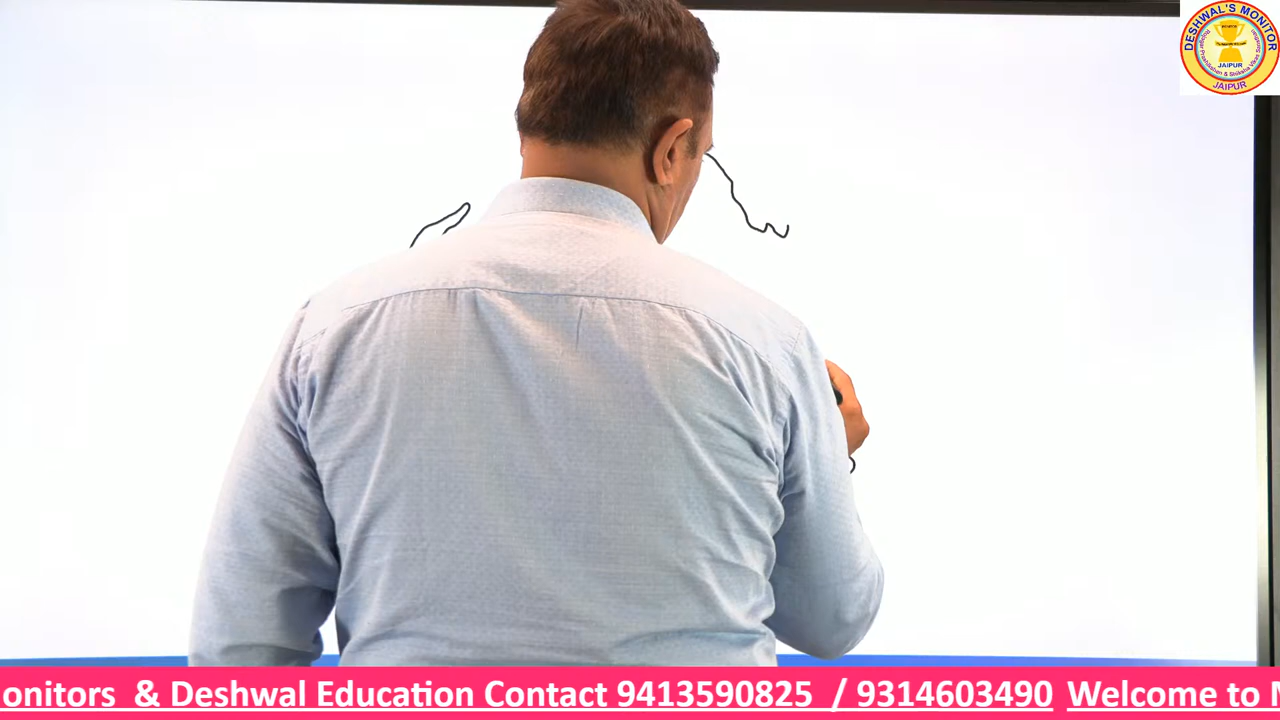 DESHWAL'S MONITOR
JAIPUR
JAIPUR
onitors & Deshwal Education Contact 9413590825 / 9314603490 Welcome to M